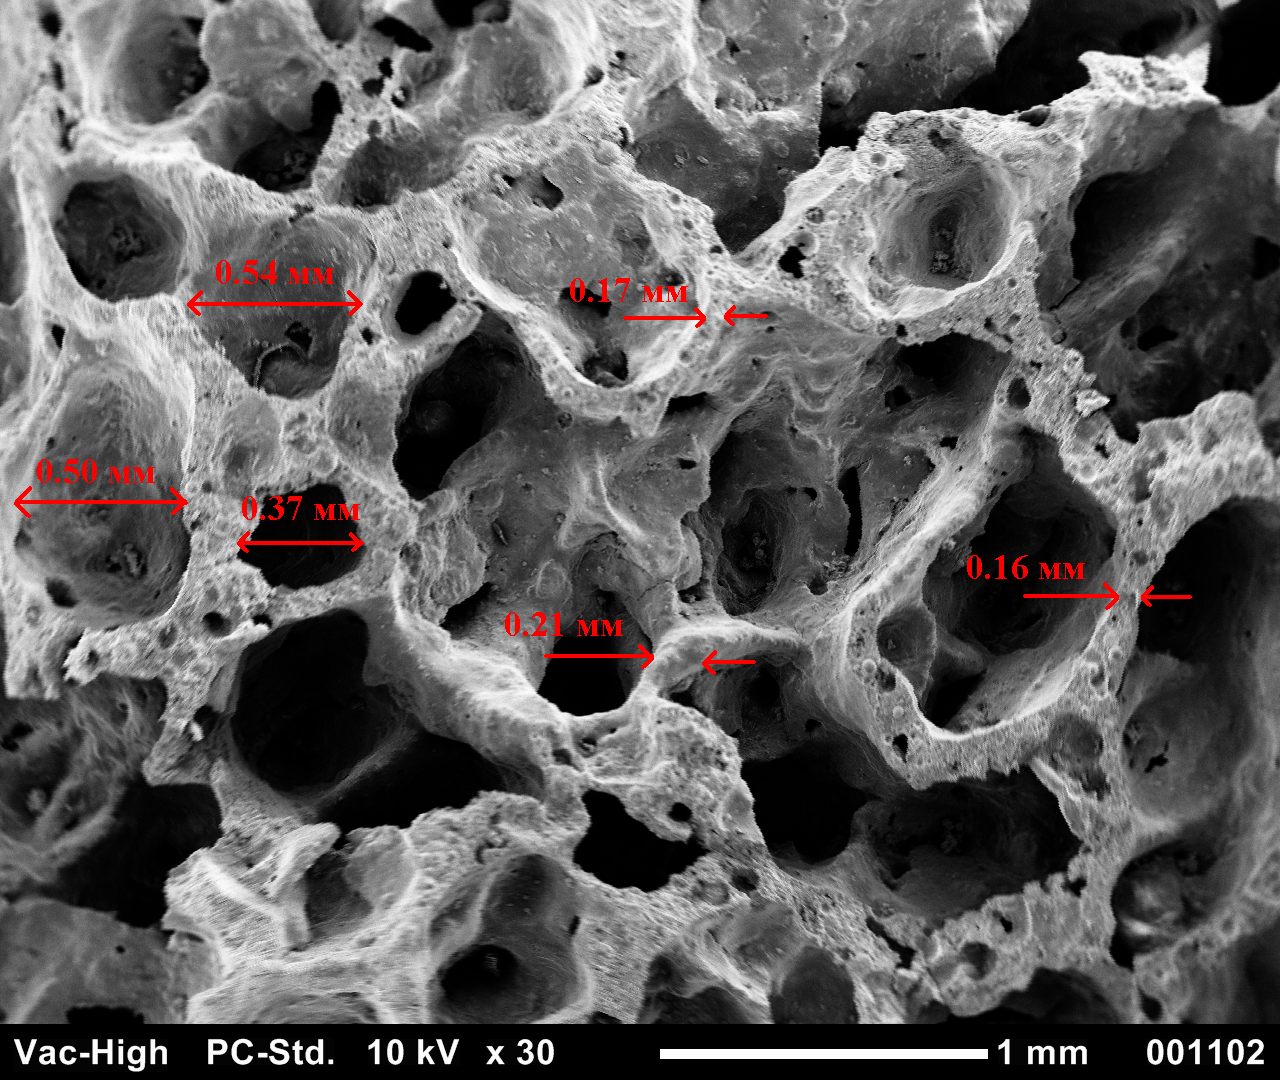 0.54 мм
0.17 мм
0.50 мм
0.37 мм
0.16 мм
0.21 мм
Vac-High PC-Std. 10 kV x 30 1 mm 001102